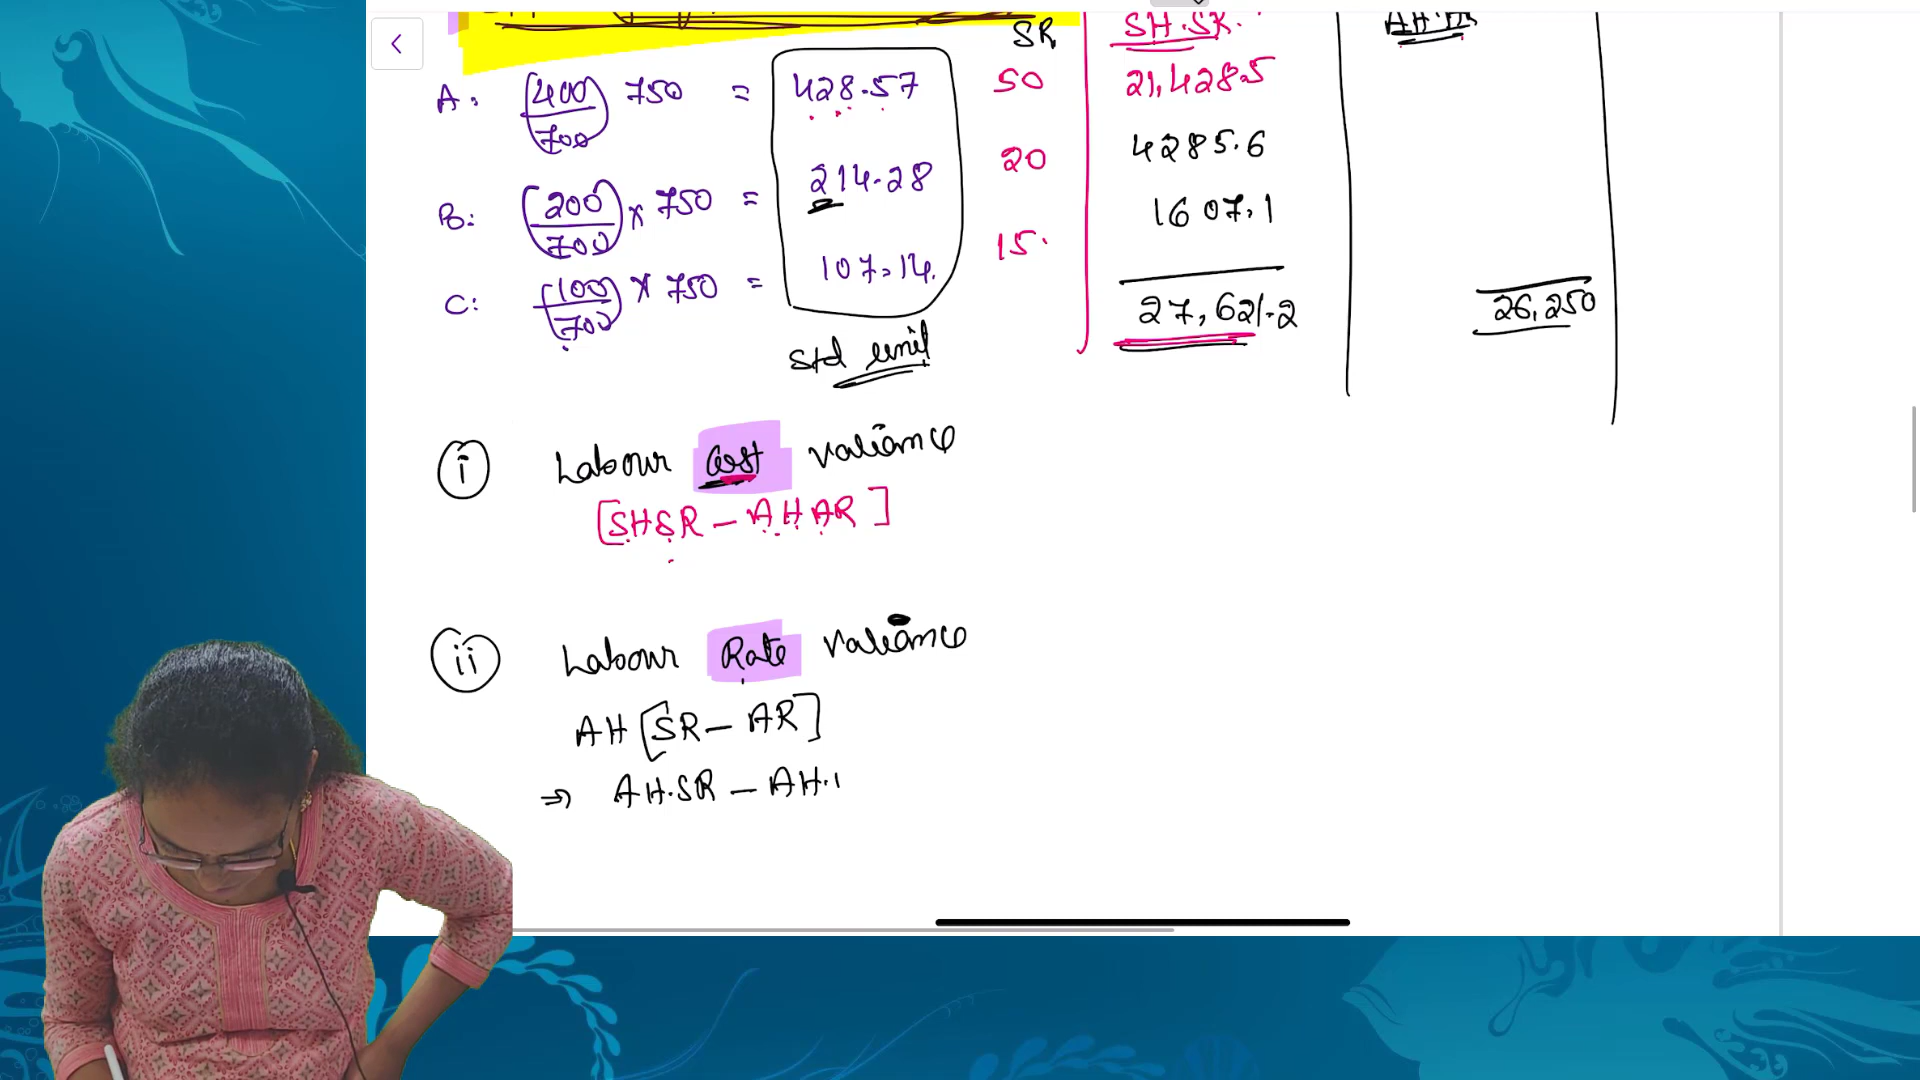 SR
SH.SR.
A: (400/700) 750 = 428.57 50 21,428.5
B: (200/700) x 750 = 214.28 20 4285.6
C: (100/700) x 750 = 107.14. 15. 1607.1
27,621.2 26,250
Std unit
i Labour Cost variance
[SHSR - AHAR]
ii Labour Rate variance
AH[SR - AR]
⇒ AH.SR - AH.